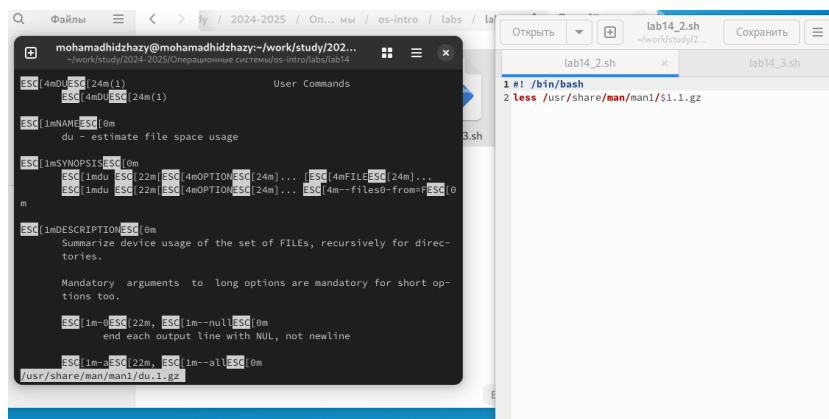 Файлы
/ 2024-2025 / Оп... мы / os-intro / labs /
mohamadhidzhazy@mohamadhidzhazy:~/work/study/202...
~/work/study/2024-2025/Операционные системы/os-intro/labs/lab14
ESC[4mDUESC[24m(1) User Commands
ESC[4mDUESC[24m(1)
ESC[1mNAMEESC[0m
du - estimate file space usage
ESC[1mSYNOPSISESC[0m
ESC[1mdu ESC[22m[ESC[4mOPTIONESC[24m]... [ESC[4mFILEESC[24m]...
ESC[1mdu ESC[22m[ESC[4mOPTIONESC[24m]... ESC[4m--files0-from=FESC[0
m
ESC[1mDESCRIPTIONESC[0m
Summarize device usage of the set of FILEs, recursively for direc-
tories.
Mandatory arguments to long options are mandatory for short op-
tions too.
ESC[1m-0ESC[22m, ESC[1m--nullESC[0m
end each output line with NUL, not newline
ESC[1m-aESC[22m, ESC[1m--allESC[0m
/usr/share/man/man1/du.1.gz
3.sh
Открыть
lab14_2.sh
~/work/study/2...
Сохранить
lab14_2.sh
lab14_3.sh
1 #! /bin/bash
2 less /usr/share/man/man1/$1.1.gz